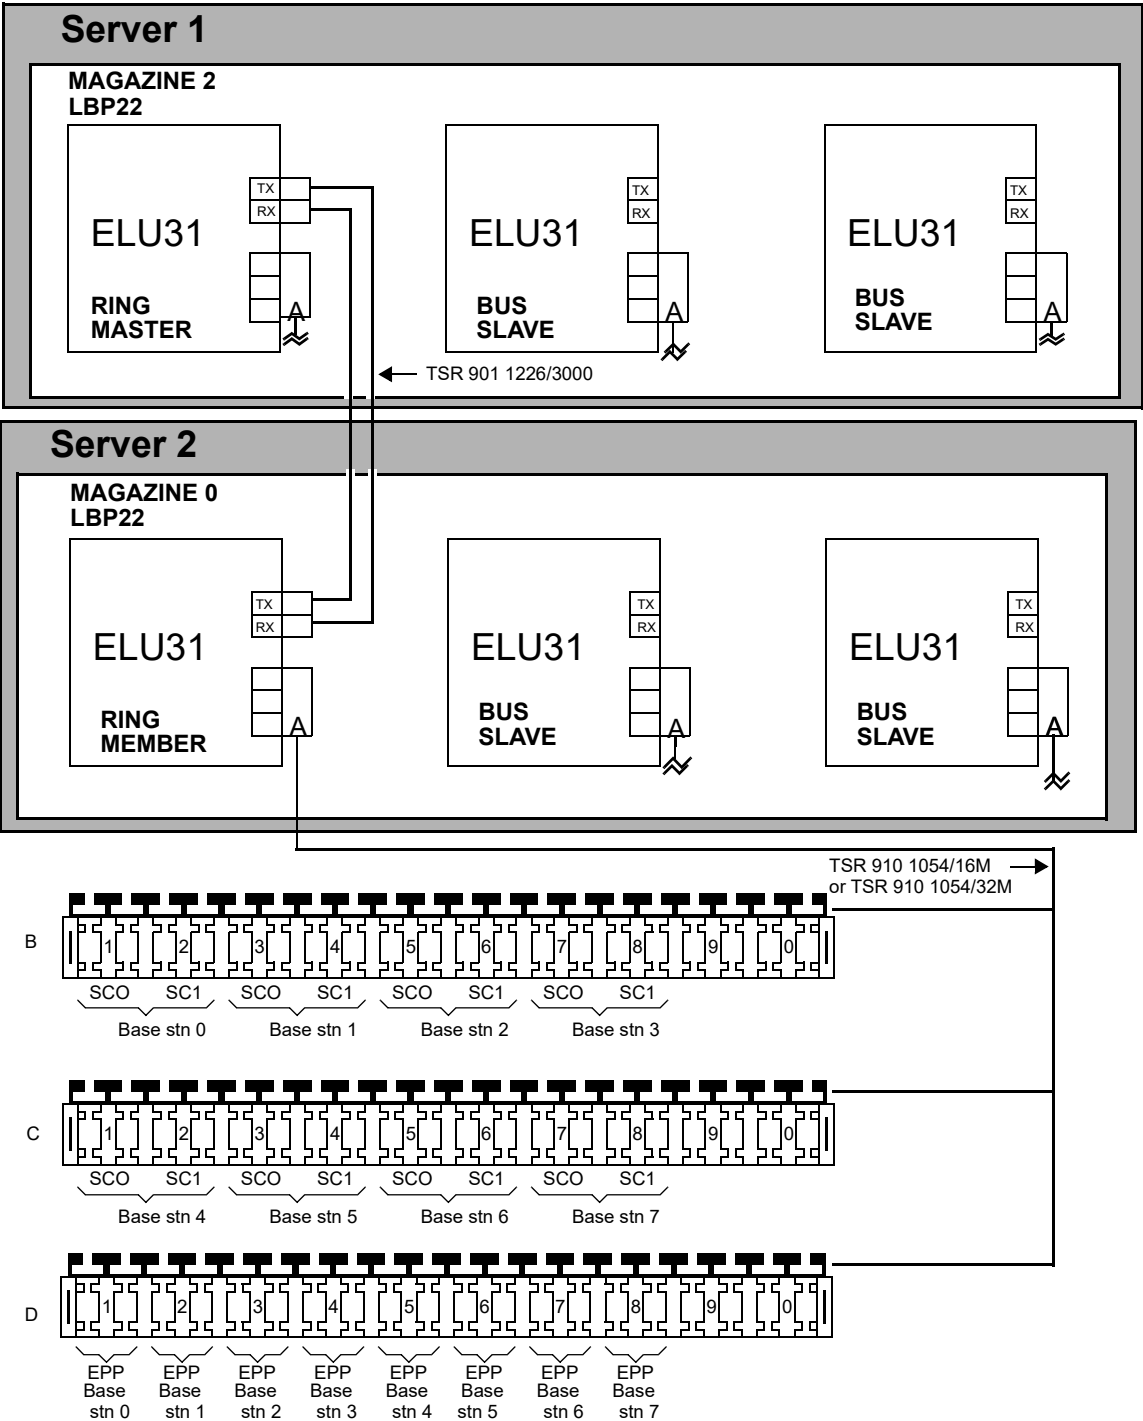 Server 1
MAGAZINE 2
LBP22
TX
RX
ELU31
RING
MASTER
A
TX
RX
ELU31
BUS
SLAVE
A
TX
RX
ELU31
BUS
SLAVE
A
TSR 901 1226/3000
Server 2
MAGAZINE 0
LBP22
TX
RX
ELU31
RING
MEMBER
A
TX
RX
ELU31
BUS
SLAVE
A
TX
RX
ELU31
BUS
SLAVE
A
TSR 910 1054/16M
or TSR 910 1054/32M
B
1 2 3 4 5 6 7 8 9 0
SCO SC1 SCO SC1 SCO SC1 SCO SC1
Base stn 0 Base stn 1 Base stn 2 Base stn 3
C
1 2 3 4 5 6 7 8 9 0
SCO SC1 SCO SC1 SCO SC1 SCO SC1
Base stn 4 Base stn 5 Base stn 6 Base stn 7
D
1 2 3 4 5 6 7 8 9 0
EPP EPP EPP EPP EPP EPP EPP EPP
Base Base Base Base Base Base Base Base
stn 0 stn 1 stn 2 stn 3 stn 4 stn 5 stn 6 stn 7